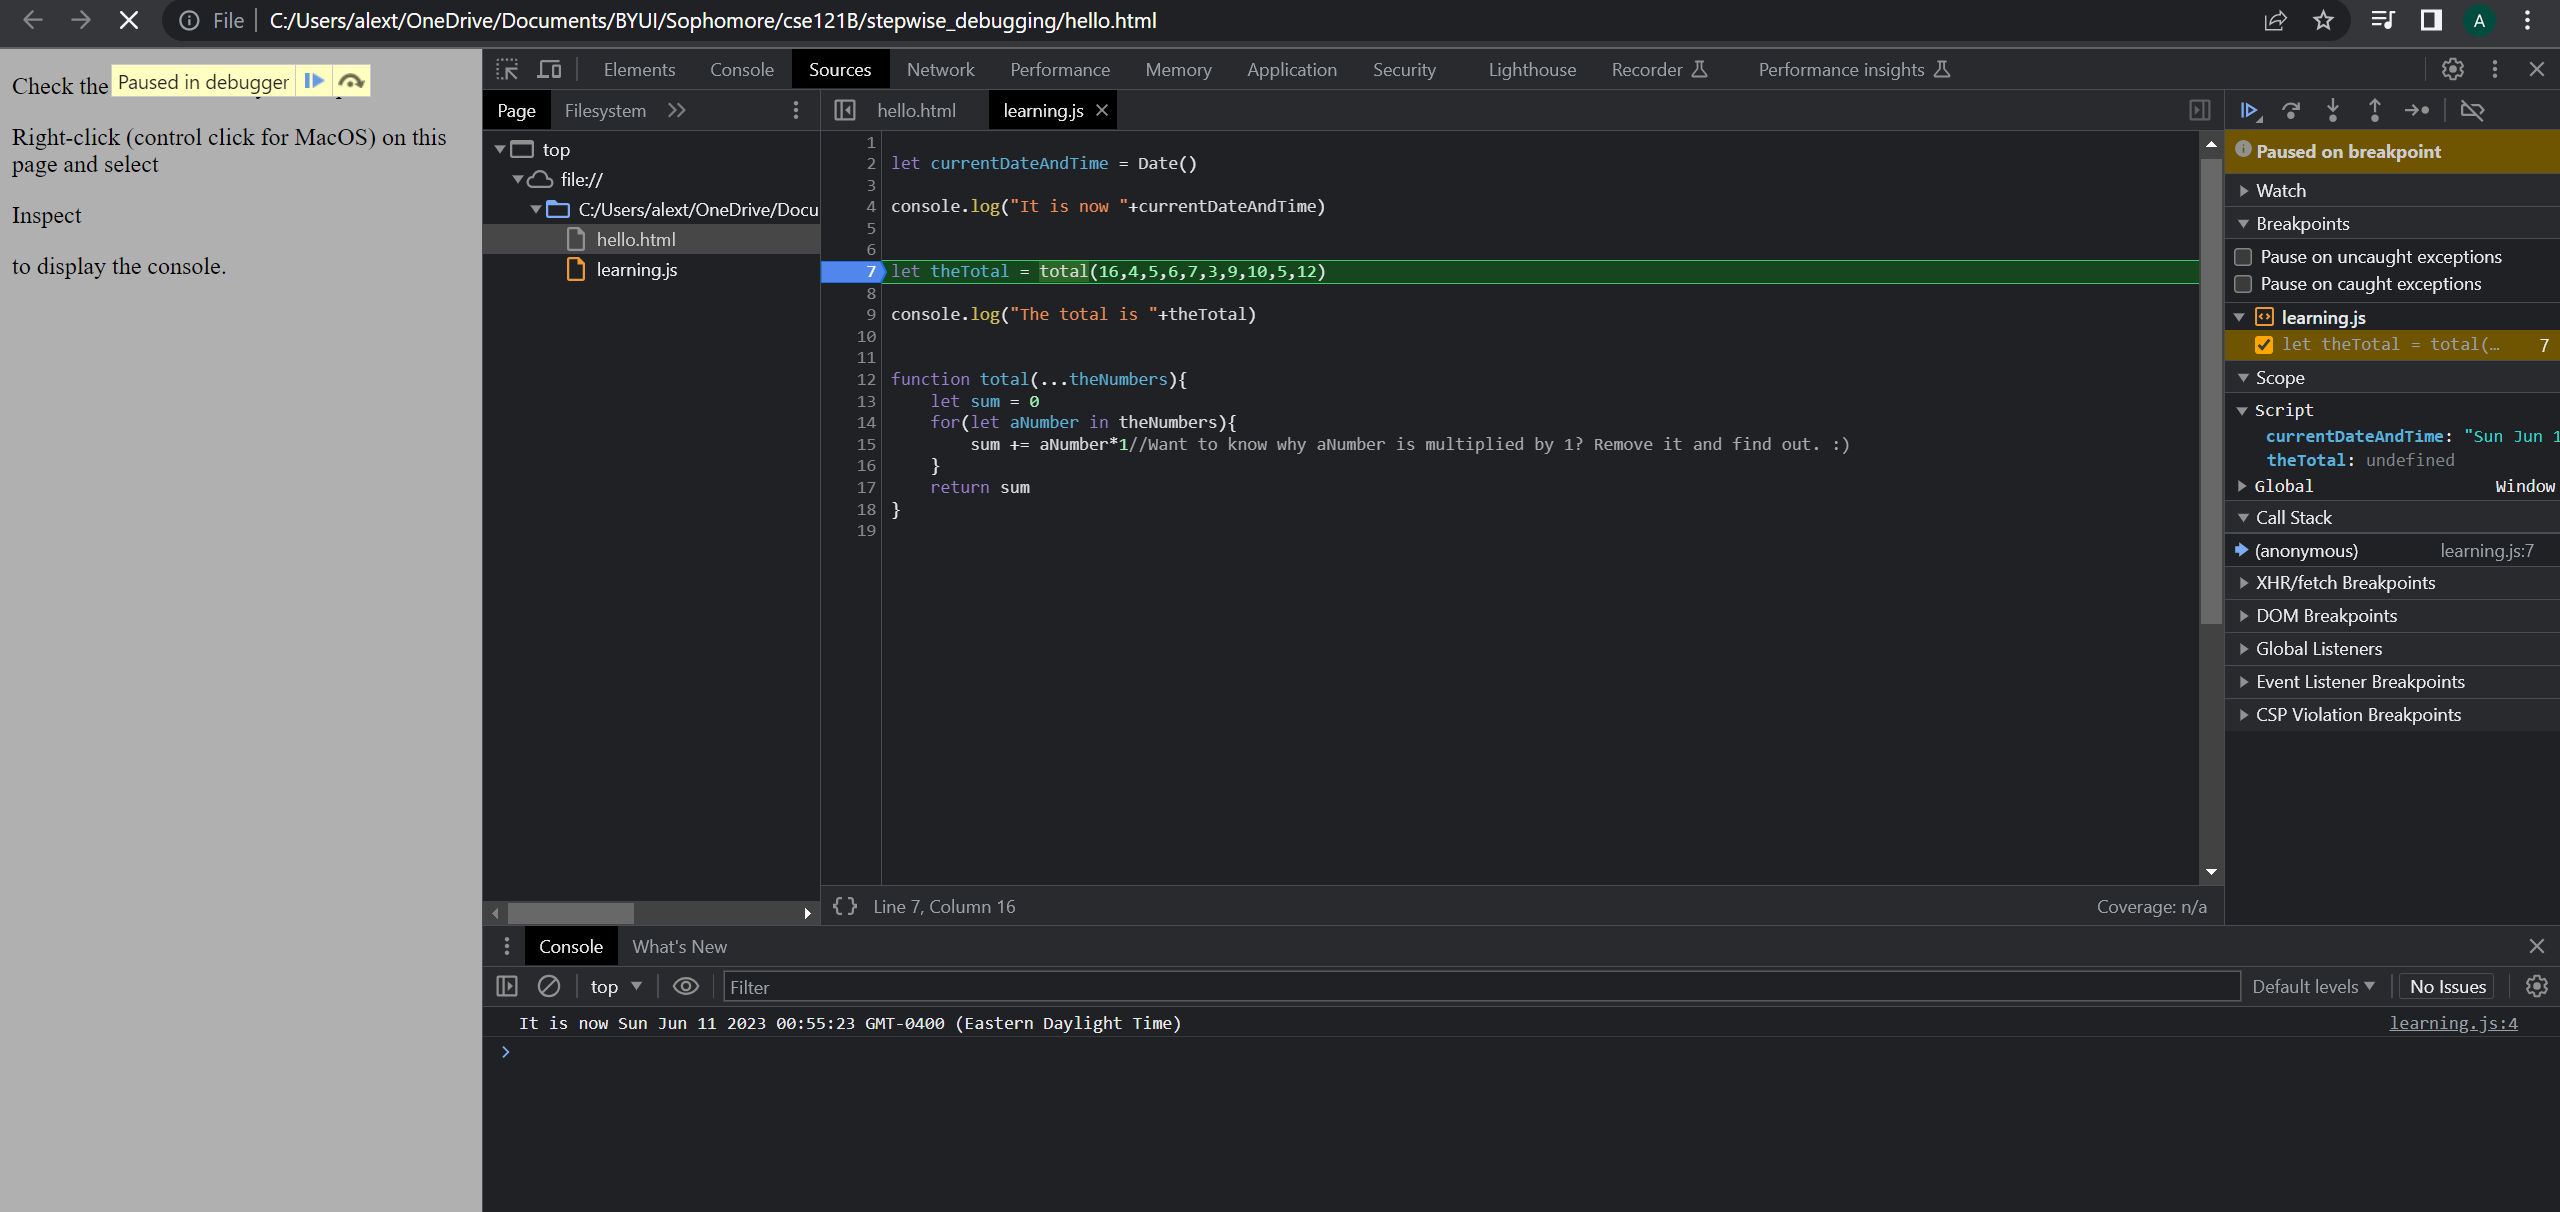 File C:/Users/alext/OneDrive/Documents/BYUI/Sophomore/cse121B/stepwise_debugging/hello.html
A
Check the
Paused in debugger
Right-click (control click for MacOS) on this
page and select
Inspect
to display the console.
Elements Console Sources Network Performance Memory Application Security Lighthouse Recorder Performance insights
Page Filesystem
top
file://
C:/Users/alext/OneDrive/Docu
hello.html
learning.js
hello.html learning.js
1
2 let currentDateAndTime = Date()
3
4 console.log("It is now "+currentDateAndTime)
5
6
7 let theTotal = total(16,4,5,6,7,3,9,10,5,12)
8
9 console.log("The total is "+theTotal)
10
11
12 function total(...theNumbers){
13 let sum = 0
14 for(let aNumber in theNumbers){
15 sum += aNumber*1//Want to know why aNumber is multiplied by 1? Remove it and find out. :)
16 }
17 return sum
18 }
19
{} Line 7, Column 16
Coverage: n/a
Paused on breakpoint
Watch
Breakpoints
Pause on uncaught exceptions
Pause on caught exceptions
learning.js
let theTotal = total(… 7
Scope
Script
currentDateAndTime: "Sun Jun 1
theTotal: undefined
Global Window
Call Stack
(anonymous) learning.js:7
XHR/fetch Breakpoints
DOM Breakpoints
Global Listeners
Event Listener Breakpoints
CSP Violation Breakpoints
Console What's New
top Filter Default levels No Issues
It is now Sun Jun 11 2023 00:55:23 GMT-0400 (Eastern Daylight Time) learning.js:4